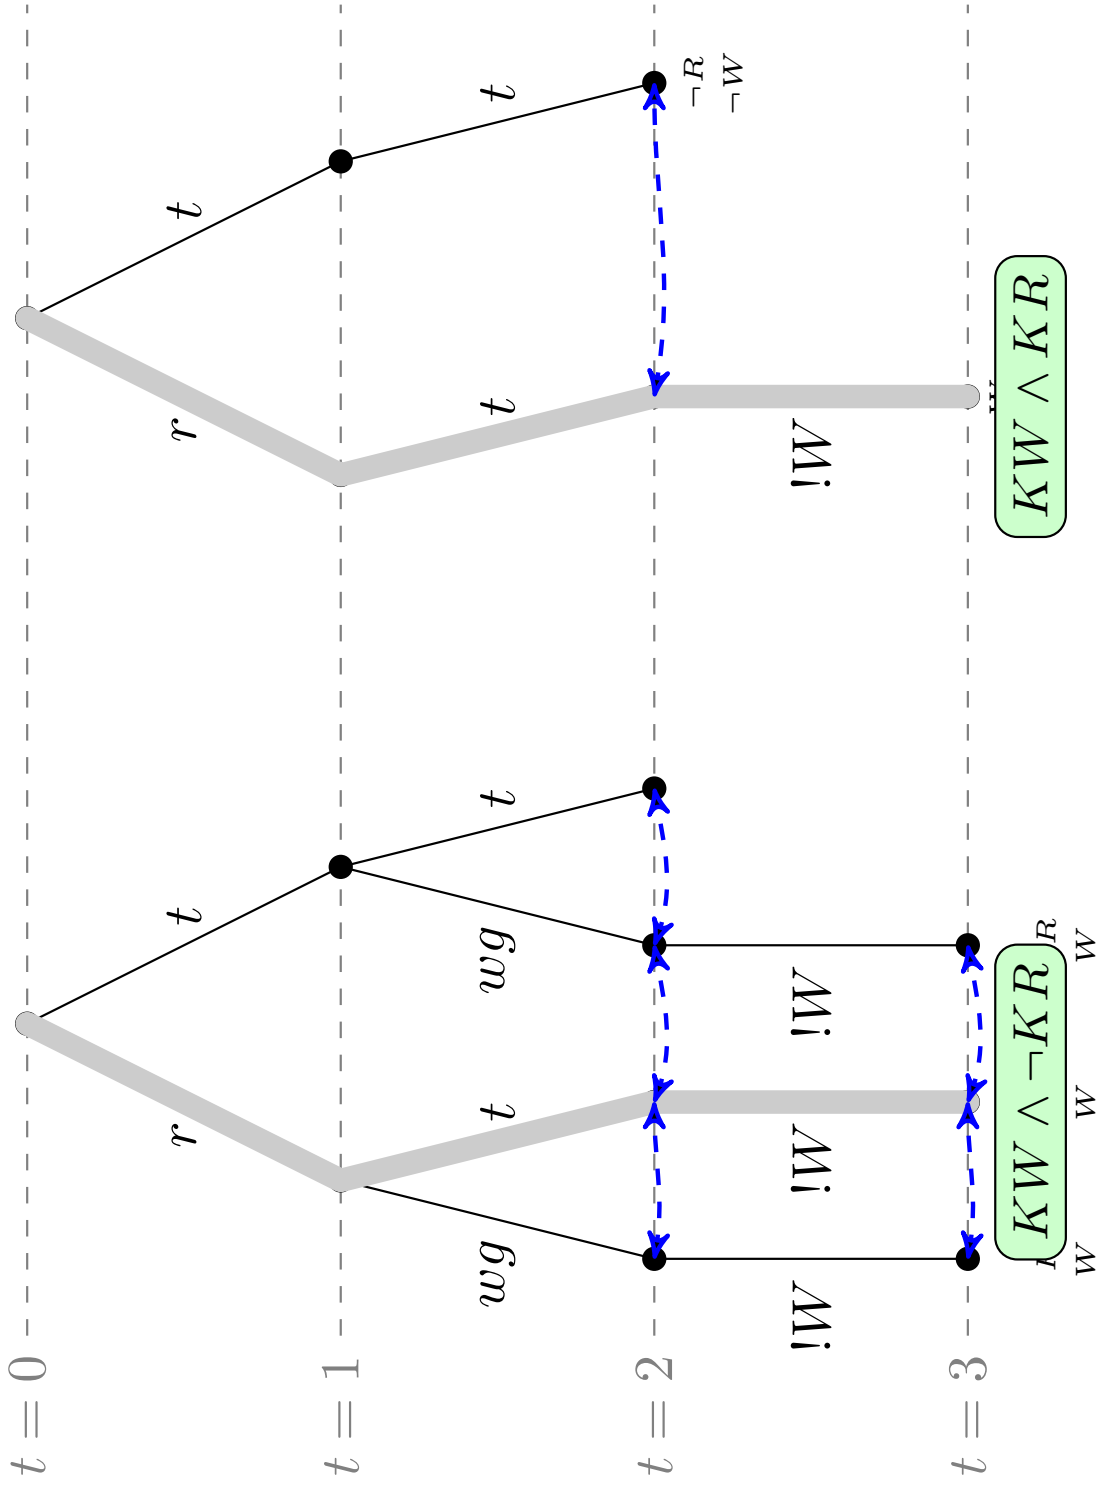 t = 0
r t r t
t = 1
wg t wg t t t
t = 2
¬R
¬W
!W !W !W !W
t = 3
KW ∧ ¬KR
R
KW ∧ KR
W W W